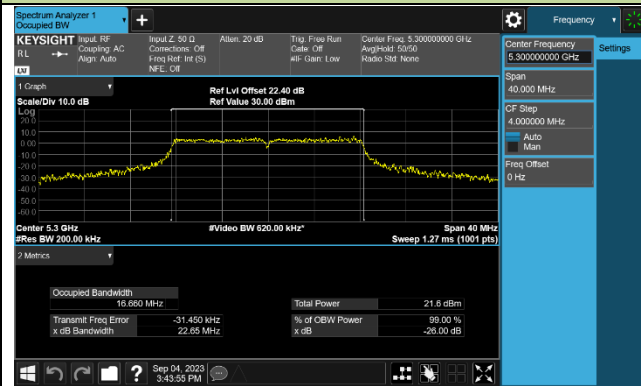 Spectrum Analyzer 1
Occupied BW
Frequency
KEYSIGHT
RL
LXI
Input: RF
Coupling: AC
Align: Auto
Input Z: 50 Ω
Corrections: Off
Freq Ref: Int (S)
NFE: Off
Atten: 20 dB
Trig: Free Run
Gate: Off
#IF Gain: Low
Center Freq: 5.300000000 GHz
Avg|Hold: 50/50
Radio Std: None
Center Frequency
5.300000000 GHz
Settings
Span
40.000 MHz
CF Step
4.000000 MHz
Auto
Man
Freq Offset
0 Hz
1 Graph
Scale/Div 10.0 dB
Ref Lvl Offset 22.40 dB
Ref Value 30.00 dBm
Log
20.0
10.0
0.00
-10.0
-20.0
-30.0
-40.0
-50.0
-60.0
Center 5.3 GHz
#Res BW 200.00 kHz
#Video BW 620.00 kHz*
Span 40 MHz
Sweep 1.27 ms (1001 pts)
2 Metrics
Occupied Bandwidth
16.660 MHz
Total Power 21.6 dBm
Transmit Freq Error -31.450 kHz
% of OBW Power 99.00 %
x dB Bandwidth 22.65 MHz
x dB -26.00 dB
?
Sep 04, 2023
3:43:55 PM